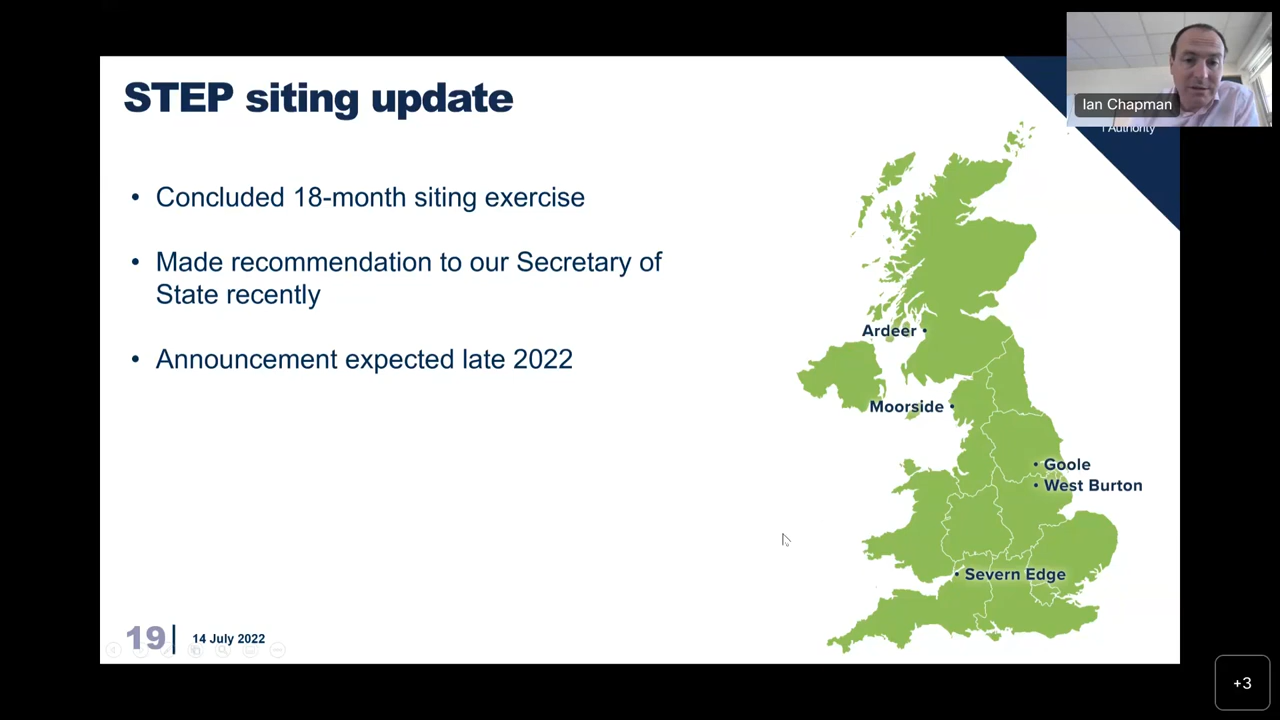 STEP siting update
Ian Chapman
Authority
• Concluded 18-month siting exercise
• Made recommendation to our Secretary of
State recently
• Announcement expected late 2022
Ardeer
Moorside
Goole
West Burton
Severn Edge
19
14 July 2022
+3